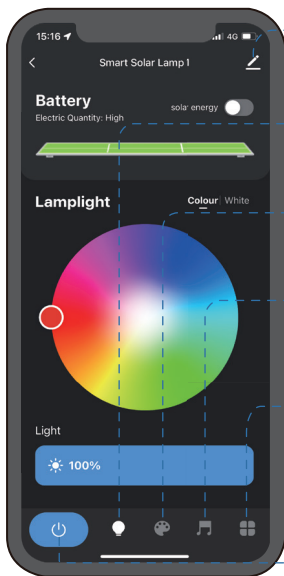 15:16
4G
Smart Solar Lamp 1
Battery
Electric Quantity: High
solar energy
Lamplight
Colour | White
Light
100%